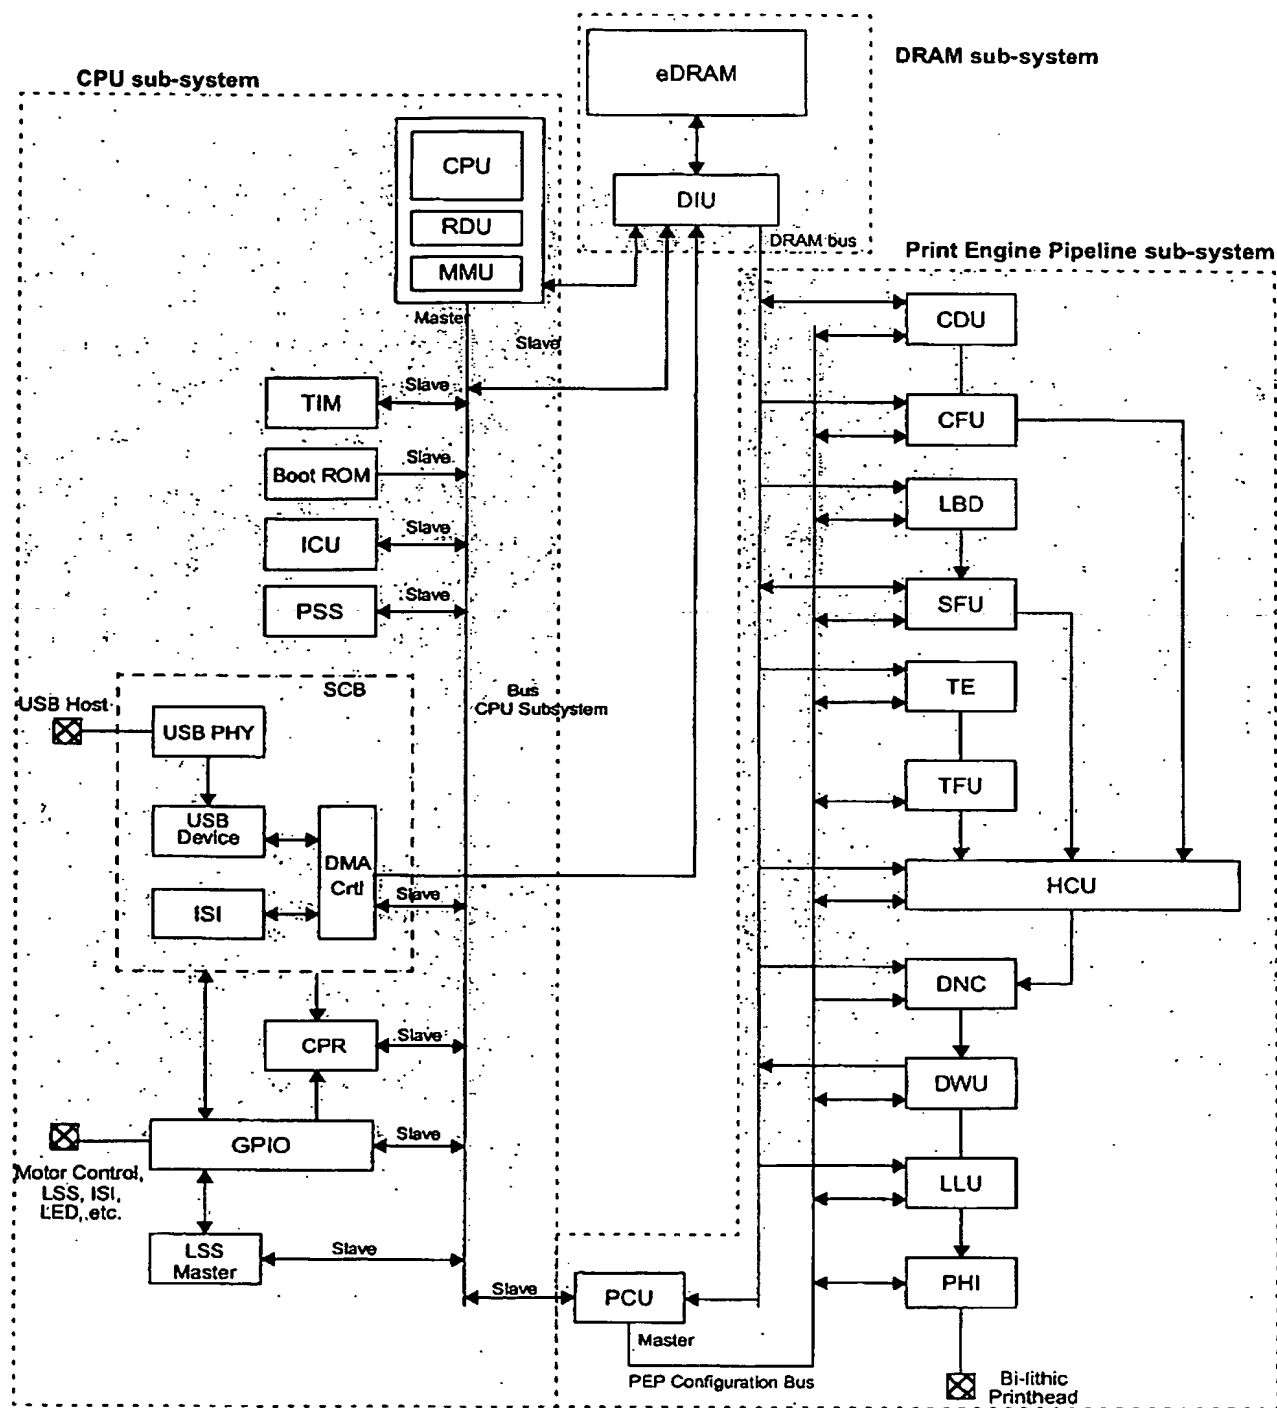 CPU sub-system
DRAM sub-system
eDRAM
DIU
DRAM bus
CPU
RDU
MMU
Master
Slave
Slave
TIM
Slave
Boot ROM
Slave
ICU
Slave
PSS
SCB
USB Host
USB PHY
Bus
CPU Subsystem
USB
Device
DMA
Crtl
Slave
ISI
CPR
Slave
GPIO
Slave
Motor Control,
LSS, ISI,
LED, etc.
LSS
Master
Slave
Slave
PCU
Master
PEP Configuration Bus
Print Engine Pipeline sub-system
CDU
CFU
LBD
SFU
TE
TFU
HCU
DNC
DWU
LLU
PHI
Bi-lithic
Printhead